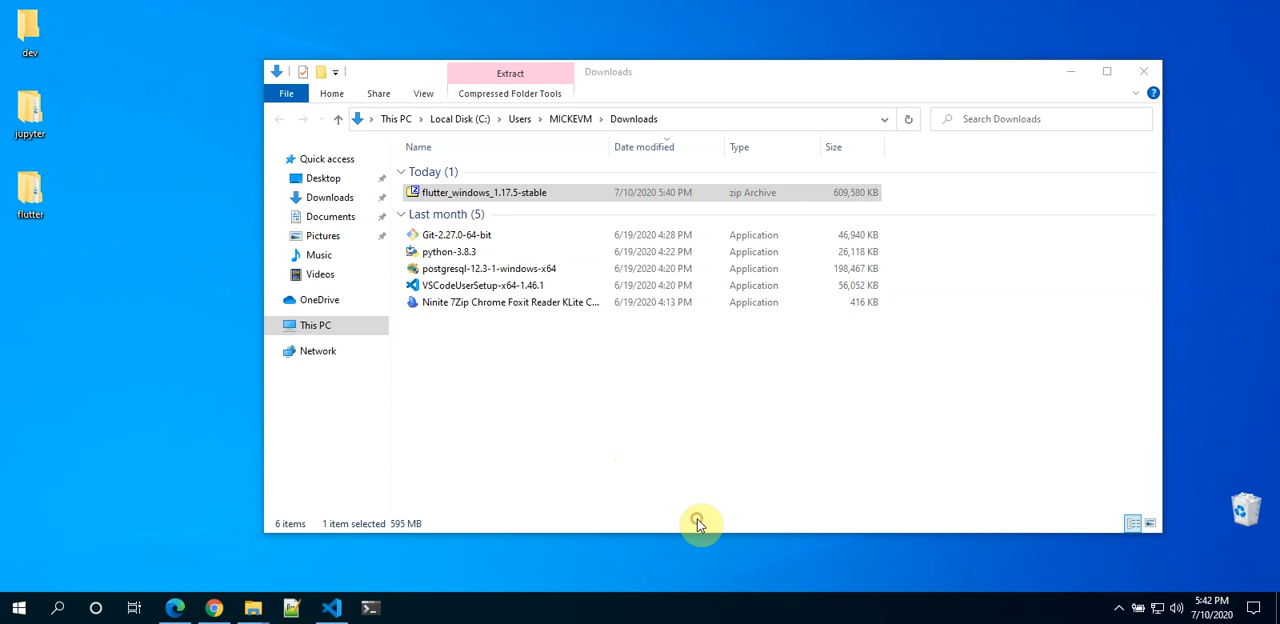 dev
jupyter
flutter
Extract
Downloads
File
Home
Share
View
Compressed Folder Tools
This PC
Local Disk (C:)
Users
MICKEVM
Downloads
Search Downloads
Name
Date modified
Type
Size
Quick access
Desktop
Downloads
Documents
Pictures
Music
Videos
OneDrive
This PC
Network
Today (1)
flutter_windows_1.17.5-stable 7/10/2020 5:40 PM zip Archive 609,580 KB
Last month (5)
Git-2.27.0-64-bit 6/19/2020 4:28 PM Application 46,940 KB
python-3.8.3 6/19/2020 4:22 PM Application 26,118 KB
postgresql-12.3-1-windows-x64 6/19/2020 4:20 PM Application 198,467 KB
VSCodeUserSetup-x64-1.46.1 6/19/2020 4:20 PM Application 56,052 KB
Ninite 7Zip Chrome Foxit Reader KLite C... 6/19/2020 4:13 PM Application 416 KB
6 items 1 item selected 595 MB
5:42 PM
7/10/2020